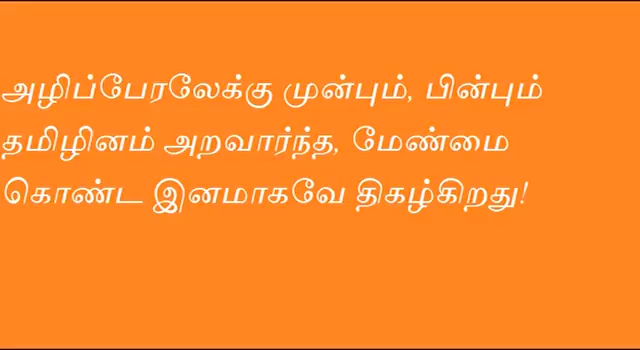 அழிப்பேரலேக்கு முன்பும், பின்பும்
தமிழினம் அறவார்ந்த, மேண்மை
கொண்ட இனமாகவே திகழ்கிறது!